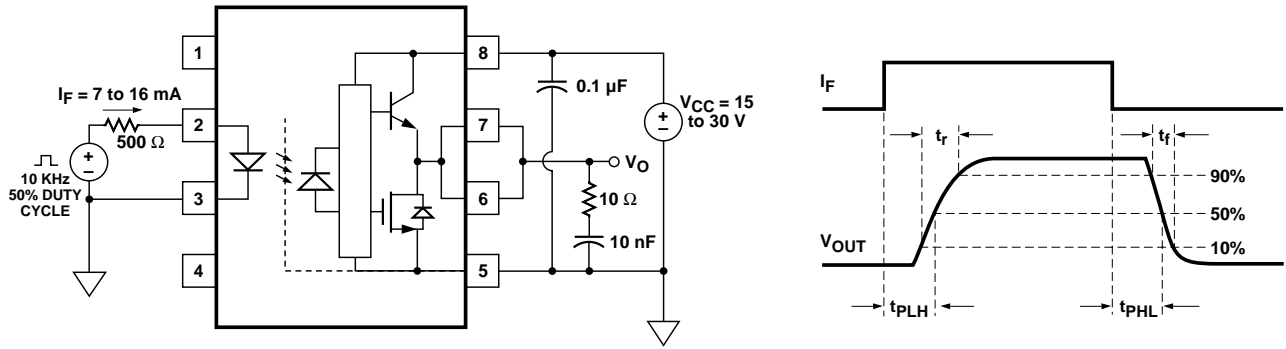 1
8
I_F = 7 to 16 mA
0.1 µF
V_CC = 15
to 30 V
I_F
2
7
500 Ω
t_r
t_f
V_O
90%
10 KHz
50% DUTY
CYCLE
3
6
10 Ω
50%
10 nF
V_OUT
10%
4
5
t_PLH
t_PHL
+
–
+
–